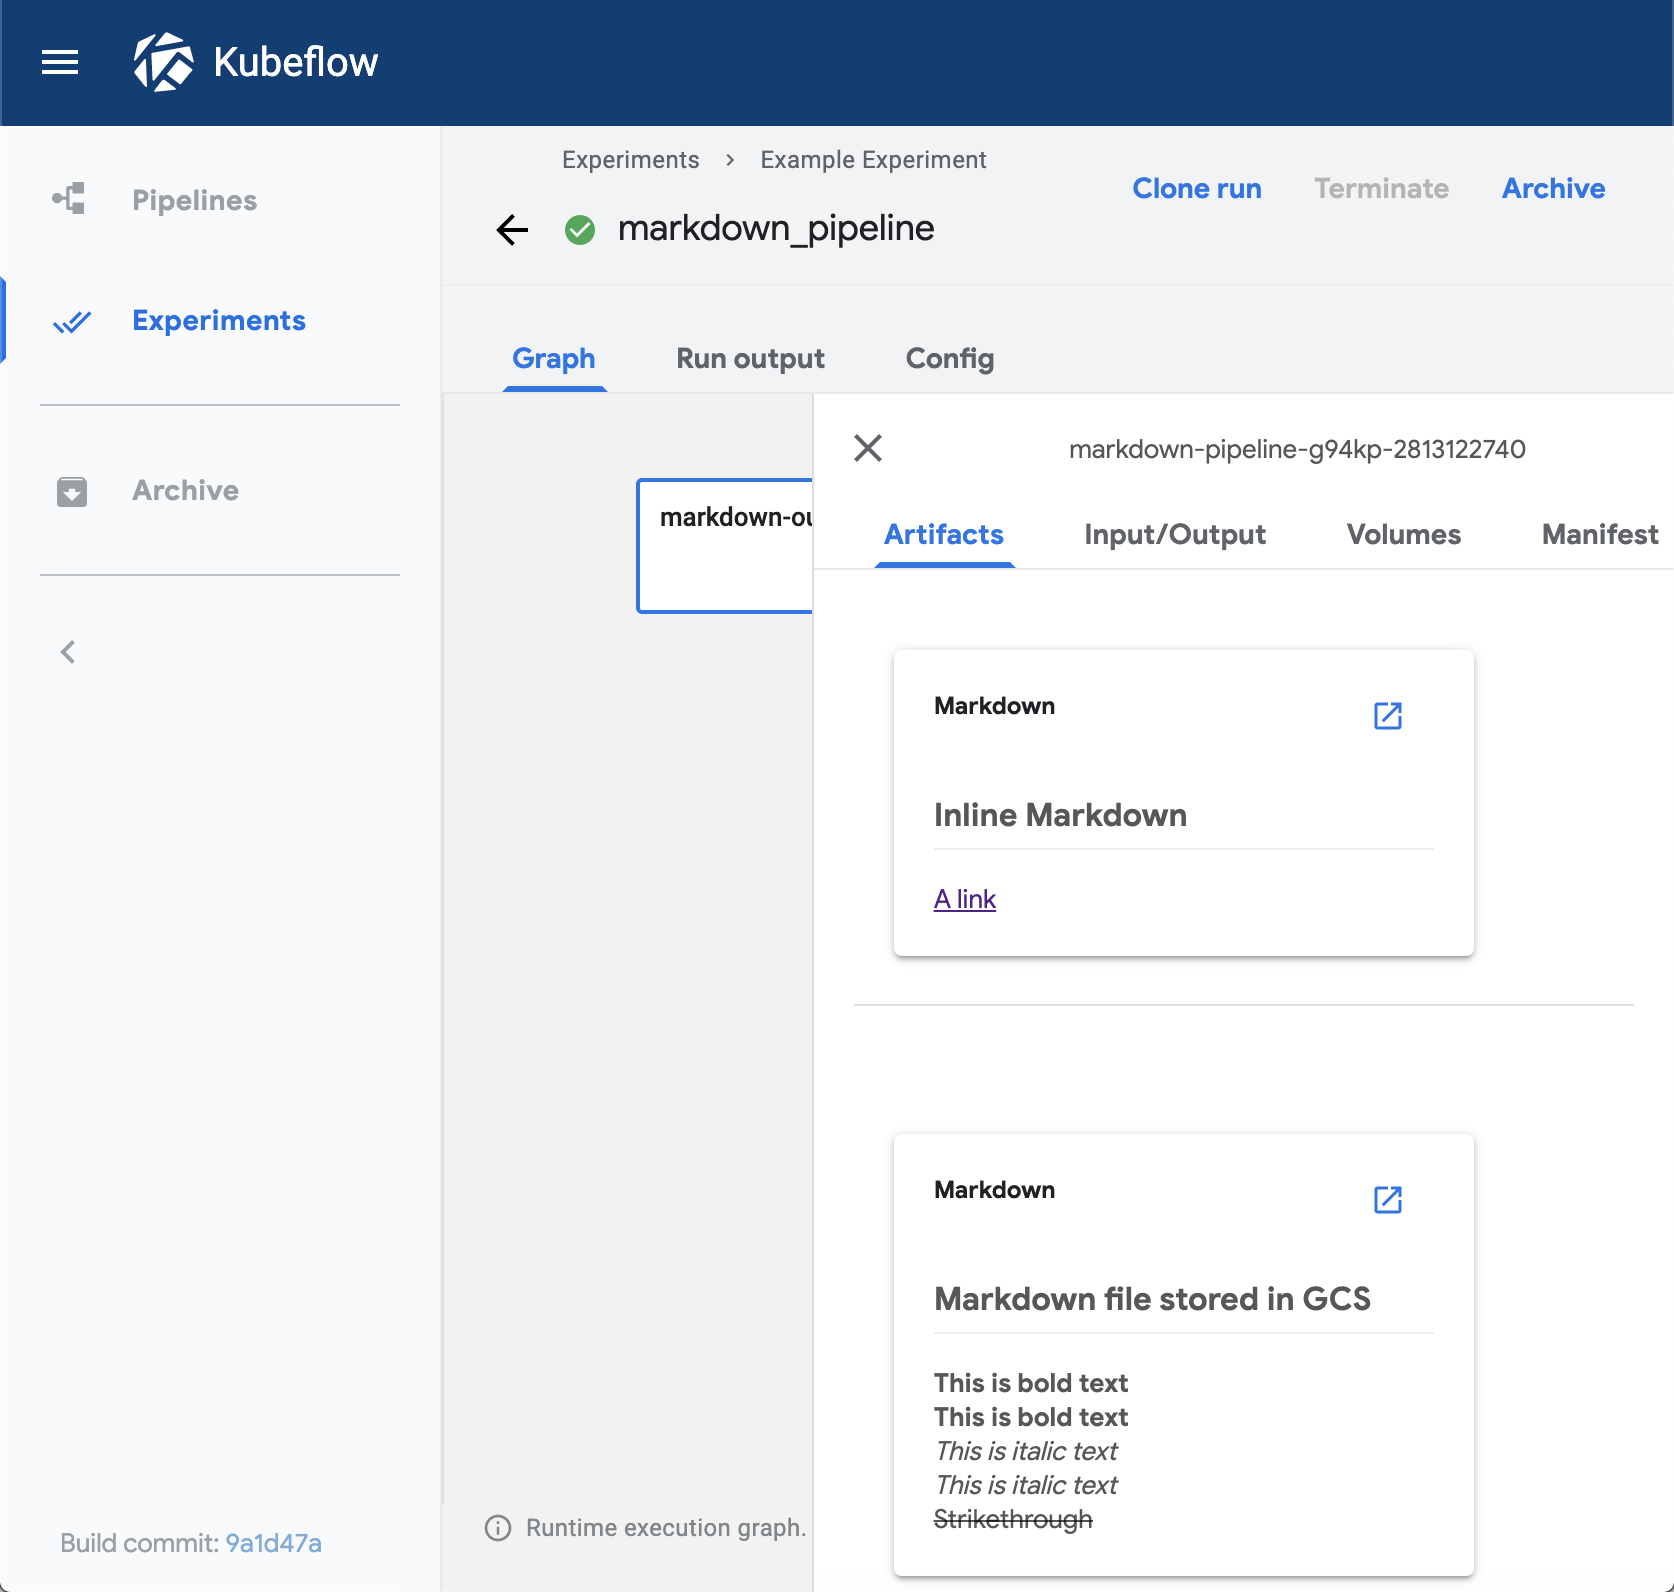 Kubeflow
Pipelines
Experiments
Archive
Build commit: 9a1d47a
Experiments > Example Experiment
markdown_pipeline
Clone run Terminate Archive
Graph Run output Config
markdown-ou
Runtime execution graph.
markdown-pipeline-g94kp-2813122740
Artifacts Input/Output Volumes Manifest
Markdown
Inline Markdown
A link
Markdown
Markdown file stored in GCS
This is bold text
This is bold text
This is italic text
This is italic text
Strikethrough